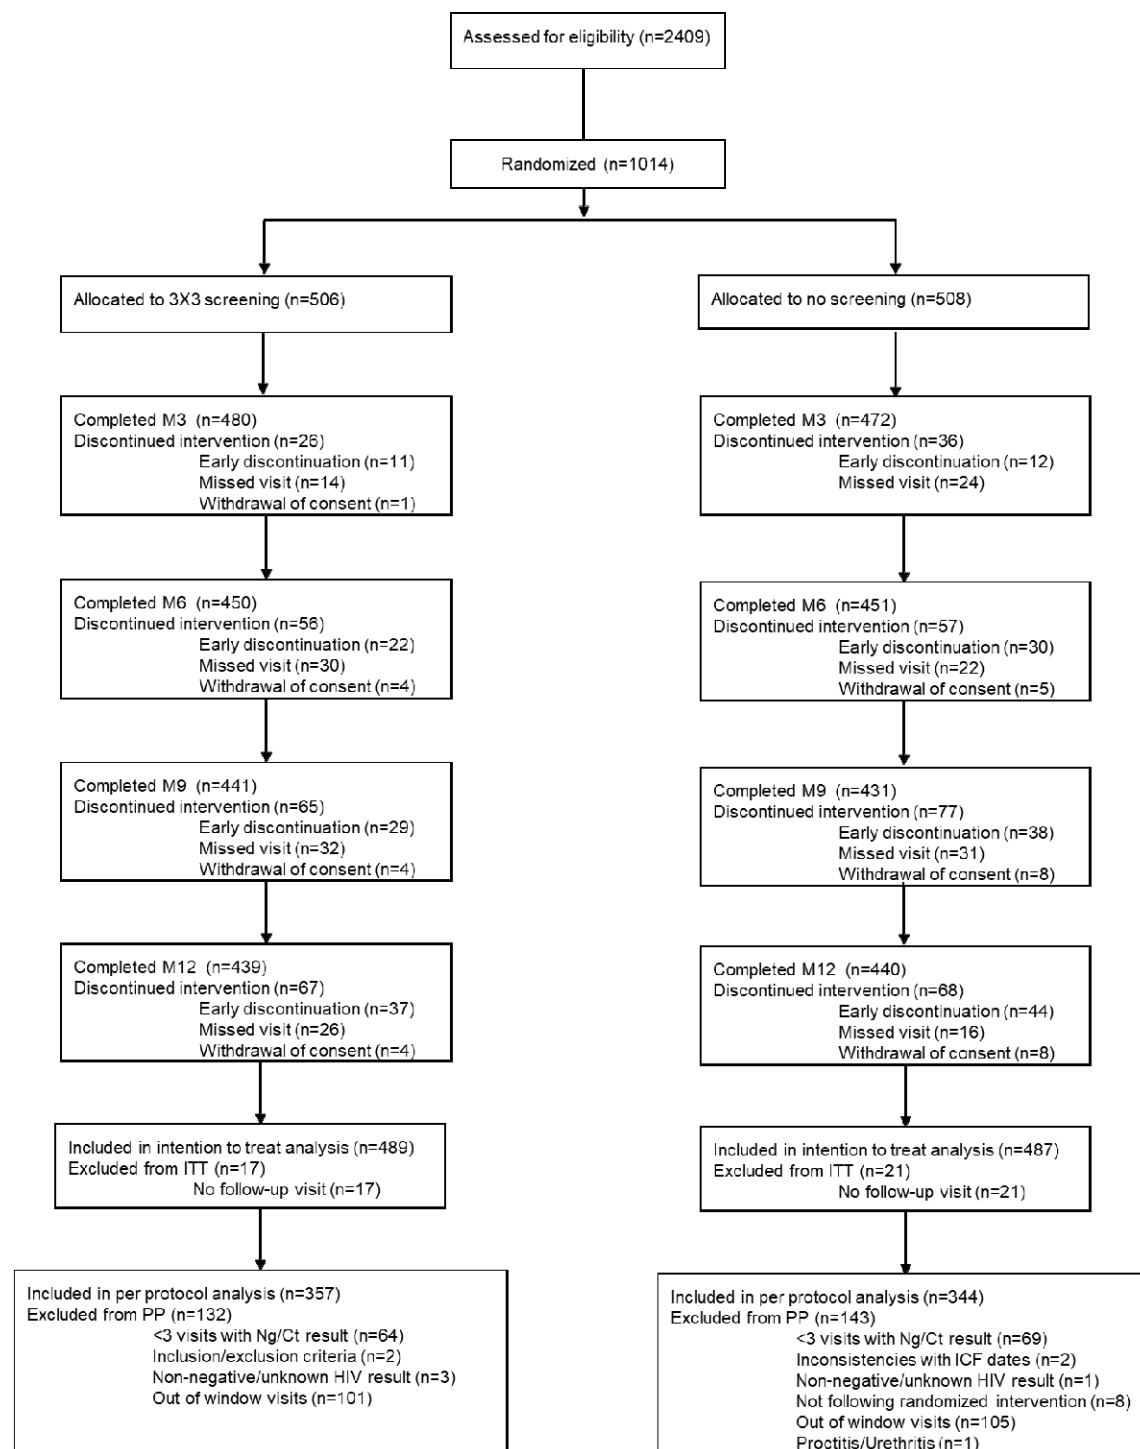 Assessed for eligibility (n=2409)
Randomized (n=1014)
Allocated to 3X3 screening (n=506)
Allocated to no screening (n=508)
Completed M3 (n=480)
Discontinued intervention (n=26)
Early discontinuation (n=11)
Missed visit (n=14)
Withdrawal of consent (n=1)
Completed M3 (n=472)
Discontinued intervention (n=36)
Early discontinuation (n=12)
Missed visit (n=24)
Completed M6 (n=450)
Discontinued intervention (n=56)
Early discontinuation (n=22)
Missed visit (n=30)
Withdrawal of consent (n=4)
Completed M6 (n=451)
Discontinued intervention (n=57)
Early discontinuation (n=30)
Missed visit (n=22)
Withdrawal of consent (n=5)
Completed M9 (n=441)
Discontinued intervention (n=65)
Early discontinuation (n=29)
Missed visit (n=32)
Withdrawal of consent (n=4)
Completed M9 (n=431)
Discontinued intervention (n=77)
Early discontinuation (n=38)
Missed visit (n=31)
Withdrawal of consent (n=8)
Completed M12 (n=439)
Discontinued intervention (n=67)
Early discontinuation (n=37)
Missed visit (n=26)
Withdrawal of consent (n=4)
Completed M12 (n=440)
Discontinued intervention (n=68)
Early discontinuation (n=44)
Missed visit (n=16)
Withdrawal of consent (n=8)
Included in intention to treat analysis (n=489)
Excluded from ITT (n=17)
No follow-up visit (n=17)
Included in intention to treat analysis (n=487)
Excluded from ITT (n=21)
No follow-up visit (n=21)
Included in per protocol analysis (n=357)
Excluded from PP (n=132)
<3 visits with Ng/Ct result (n=64)
Inclusion/exclusion criteria (n=2)
Non-negative/unknown HIV result (n=3)
Out of window visits (n=101)
Included in per protocol analysis (n=344)
Excluded from PP (n=143)
<3 visits with Ng/Ct result (n=69)
Inconsistencies with ICF dates (n=2)
Non-negative/unknown HIV result (n=1)
Not following randomized intervention (n=8)
Out of window visits (n=105)
Proctitis/Urethritis (n=1)